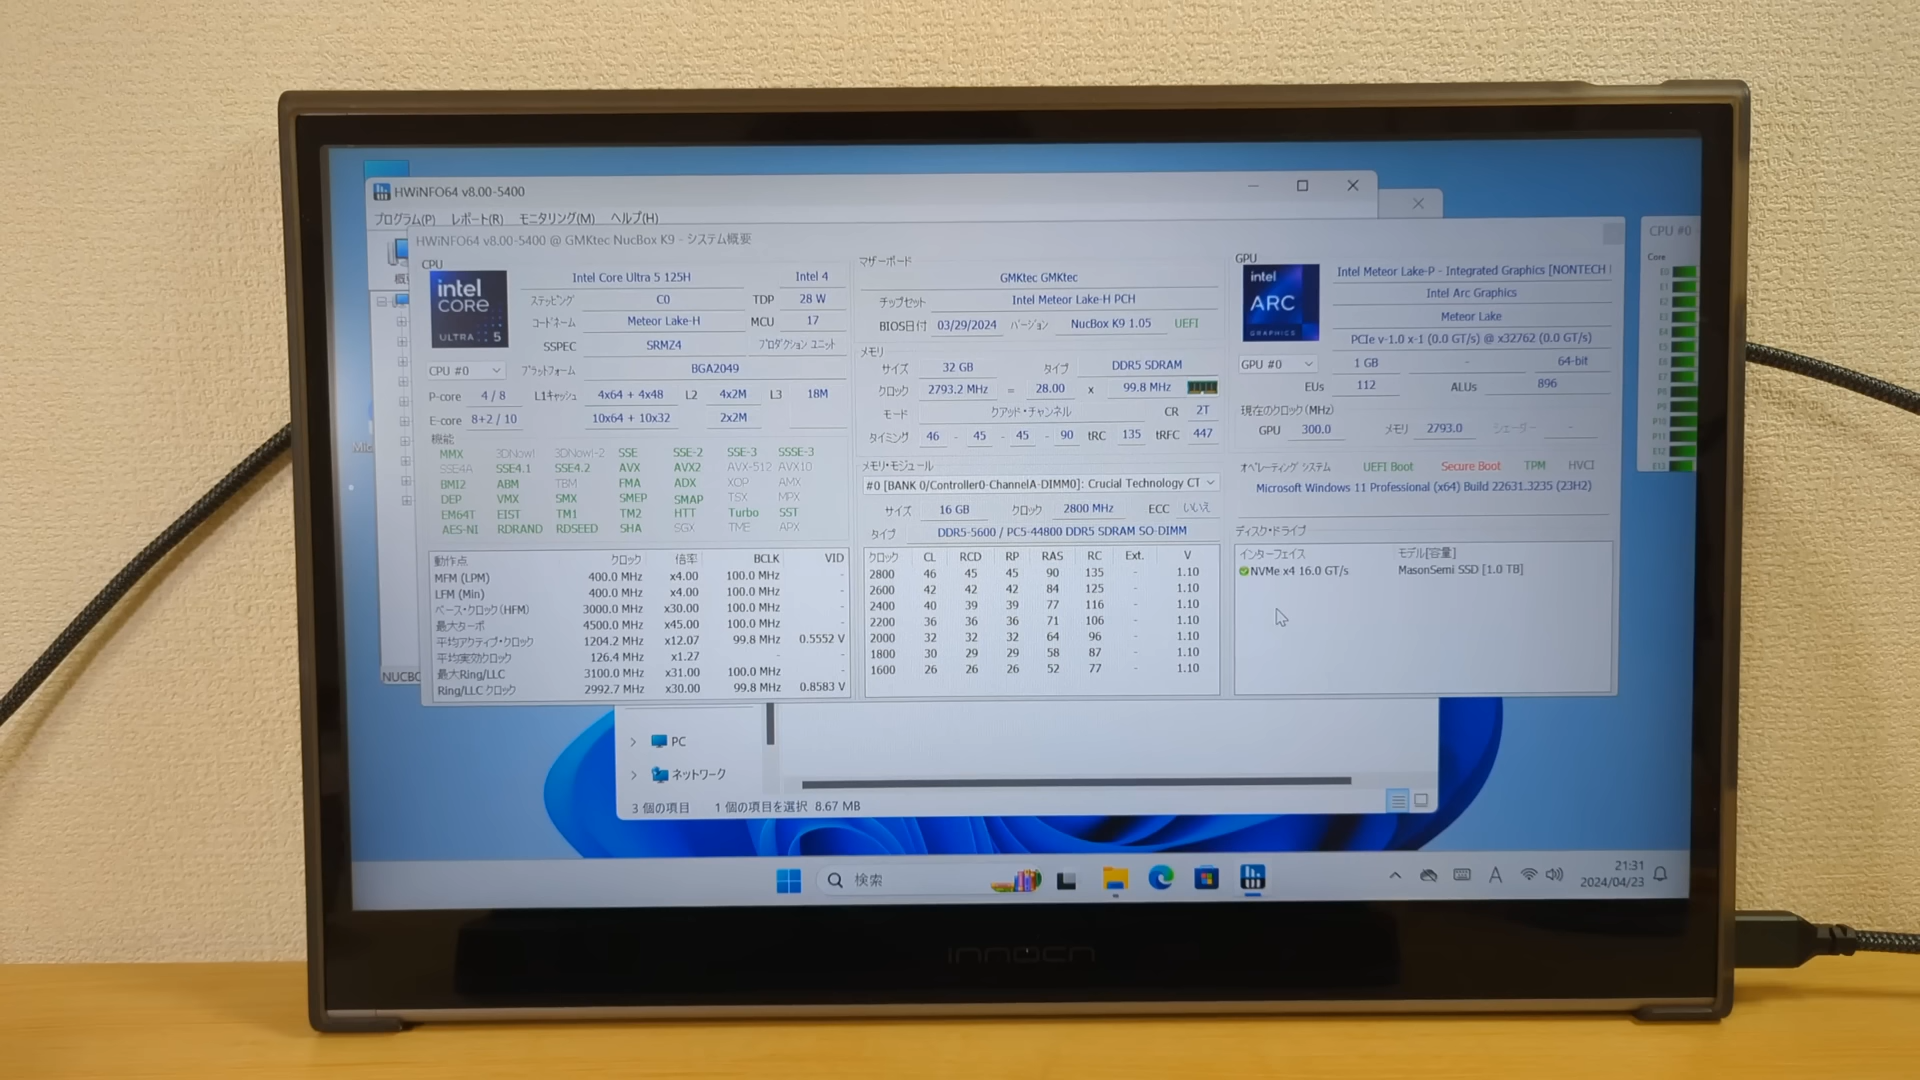 HWiNFO64 v8.00-5400
プログラム(P) レポート(R) モニタリング(M) ヘルプ(H)
HWiNFO64 v8.00-5400 @ GMKtec NucBox K9 - システム概要
CPU
intel
CORE
ULTRA 5
Intel Core Ultra 5 125H Intel 4
ステッピング C0 TDP 28 W
コードネーム Meteor Lake-H MCU 17
SSPEC SRMZ4 プロダクション ユニット
CPU #0 プラットフォーム BGA2049
P-core 4 / 8 L1キャッシュ 4x64 + 4x48 L2 4x2M L3 18M
E-core 8+2 / 10 10x64 + 10x32 2x2M
機能
MMX 3DNow! 3DNow!-2 SSE SSE-2 SSE-3 SSSE-3
SSE4A SSE4.1 SSE4.2 AVX AVX2 AVX-512 AVX10
BMI2 ABM TBM FMA ADX XOP AMX
DEP VMX SMX SMEP SMAP TSX MPX
EM64T EIST TM1 TM2 HTT Turbo SST
AES-NI RDRAND RDSEED SHA SGX TME APX
動作点 クロック 倍率 BCLK VID
MFM (LPM) 400.0 MHz x4.00 100.0 MHz -
LFM (Min) 400.0 MHz x4.00 100.0 MHz -
ベース・クロック(HFM) 3000.0 MHz x30.00 100.0 MHz -
最大ターボ 4500.0 MHz x45.00 100.0 MHz -
平均アクティブ・クロック 1204.2 MHz x12.07 99.8 MHz 0.5552 V
平均実効クロック 126.4 MHz x1.27 - -
最大Ring/LLC 3100.0 MHz x31.00 100.0 MHz -
Ring/LLC クロック 2992.7 MHz x30.00 99.8 MHz 0.8583 V
マザーボード
GMKtec GMKtec
チップセット Intel Meteor Lake-H PCH
BIOS日付 03/29/2024 バージョン NucBox K9 1.05 UEFI
メモリ
サイズ 32 GB タイプ DDR5 SDRAM
クロック 2793.2 MHz = 28.00 x 99.8 MHz
モード クアッド・チャンネル CR 2T
タイミング 46 - 45 - 45 - 90 tRC 135 tRFC 447
メモリ・モジュール
#0 [BANK 0/Controller0-ChannelA-DIMM0]: Crucial Technology CT
サイズ 16 GB クロック 2800 MHz ECC いいえ
タイプ DDR5-5600 / PC5-44800 DDR5 SDRAM SO-DIMM
クロック CL RCD RP RAS RC Ext. V
2800 46 45 45 90 135 - 1.10
2600 42 42 42 84 125 - 1.10
2400 40 39 39 77 116 - 1.10
2200 36 36 36 71 106 - 1.10
2000 32 32 32 64 96 - 1.10
1800 30 29 29 58 87 - 1.10
1600 26 26 26 52 77 - 1.10
GPU
intel
ARC
GRAPHICS
Intel Meteor Lake-P - Integrated Graphics [NONTECH
Intel Arc Graphics
Meteor Lake
PCIe v-1.0 x-1 (0.0 GT/s) @ x32762 (0.0 GT/s)
GPU #0 1 GB - 64-bit
EUs 112 ALUs 896
現在のクロック (MHz)
GPU 300.0 メモリ 2793.0 シェーダー -
オペレーティング システム UEFI Boot Secure Boot TPM HVCI
Microsoft Windows 11 Professional (x64) Build 22631.3235 (23H2)
ディスク・ドライブ
インターフェイス モデル[容量]
NVMe x4 16.0 GT/s MasonSemi SSD [1.0 TB]
CPU #0
Core
NUCBC
PC
ネットワーク
3 個の項目 1 個の項目を選択 8.67 MB
検索
A
21:31
2024/04/23
INNOCN